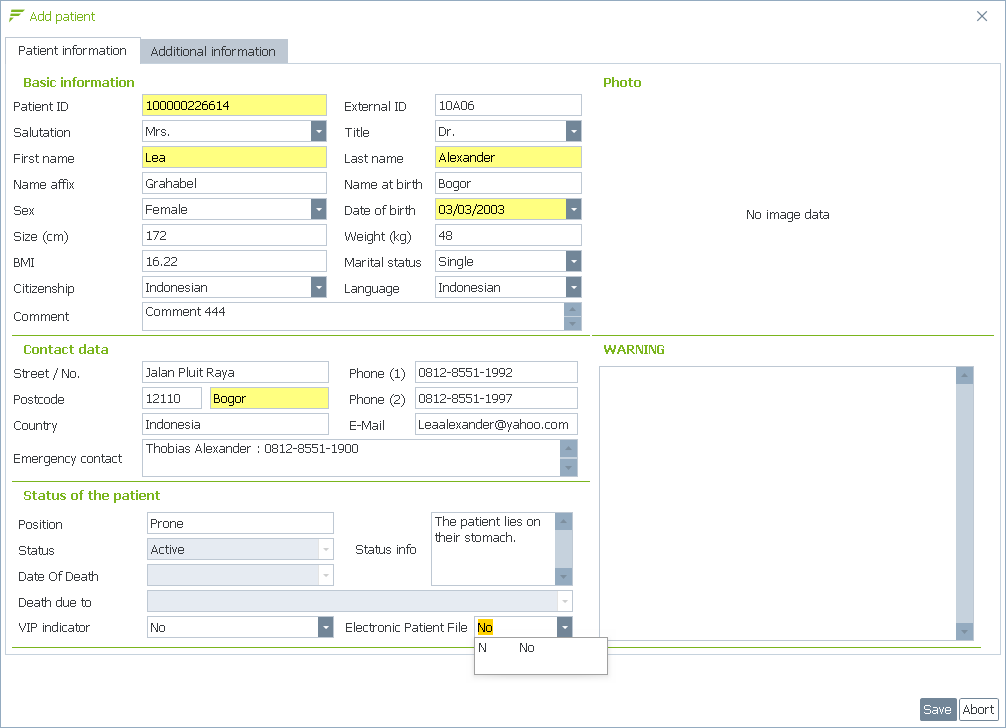 Add patient
Patient information Additional information
Basic information
Photo
Patient ID 100000226614 External ID 10A06
Salutation Mrs. Title Dr.
First name Lea Last name Alexander
Name affix Grahabel Name at birth Bogor
Sex Female Date of birth 03/03/2003
No image data
Size (cm) 172 Weight (kg) 48
BMI 16.22 Marital status Single
Citizenship Indonesian Language Indonesian
Comment Comment 444
Contact data
WARNING
Street / No. Jalan Pluit Raya Phone (1) 0812-8551-1992
Postcode 12110 Bogor Phone (2) 0812-8551-1997
Country Indonesia E-Mail Leaalexander@yahoo.com
Emergency contact Thobias Alexander : 0812-8551-1900
Status of the patient
Position Prone
Status Active Status info The patient lies on
their stomach.
Date Of Death
Death due to
VIP indicator No Electronic Patient File No
N No
Save Abort